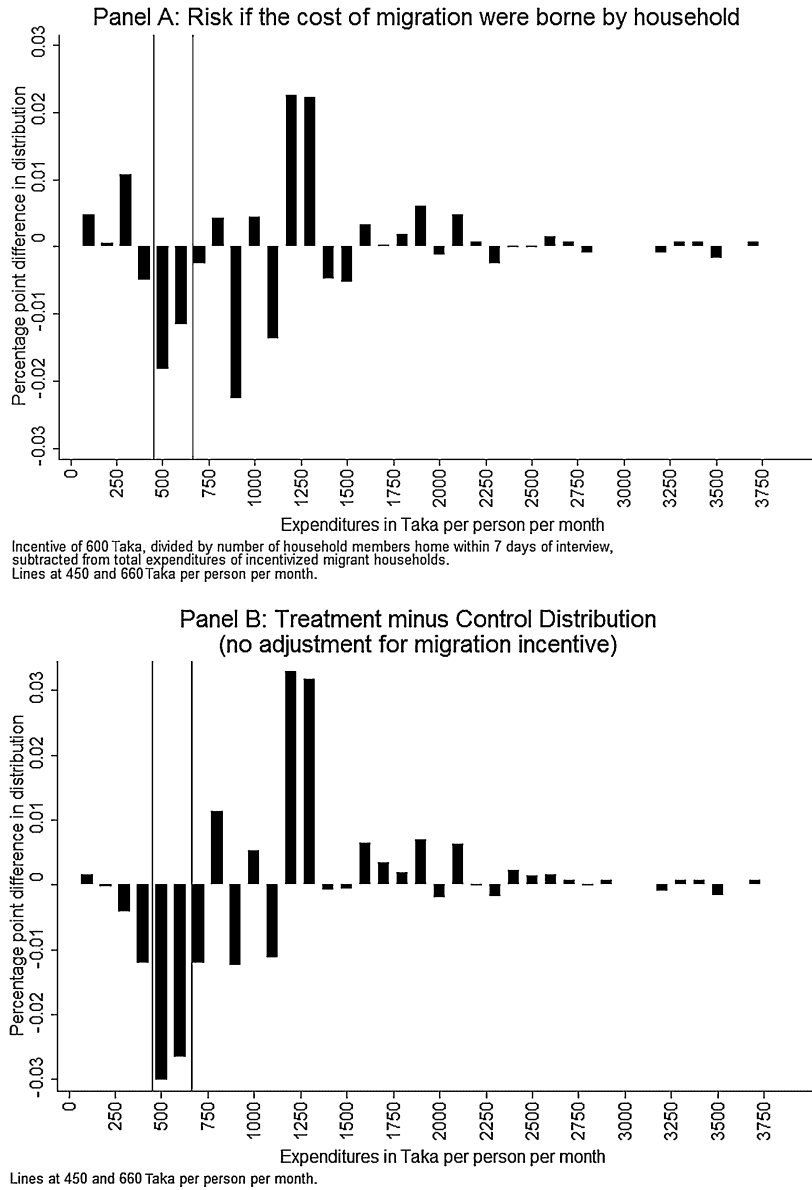 Panel A: Risk if the cost of migration were borne by household
Percentage point difference in distribution
0.03
0.02
0.01
0
-0.01
-0.02
-0.03
0 250 500 750 1000 1250 1500 1750 2000 2250 2500 2750 3000 3250 3500 3750
Expenditures in Taka per person per month
Incentive of 600 Taka, divided by number of household members home within 7 days of interview,
subtracted from total expenditures of incentivized migrant households.
Lines at 450 and 660 Taka per person per month.
Panel B: Treatment minus Control Distribution
(no adjustment for migration incentive)
Percentage point difference in distribution
0.03
0.02
0.01
0
-0.01
-0.02
-0.03
0 250 500 750 1000 1250 1500 1750 2000 2250 2500 2750 3000 3250 3500 3750
Expenditures in Taka per person per month
Lines at 450 and 660 Taka per person per month.